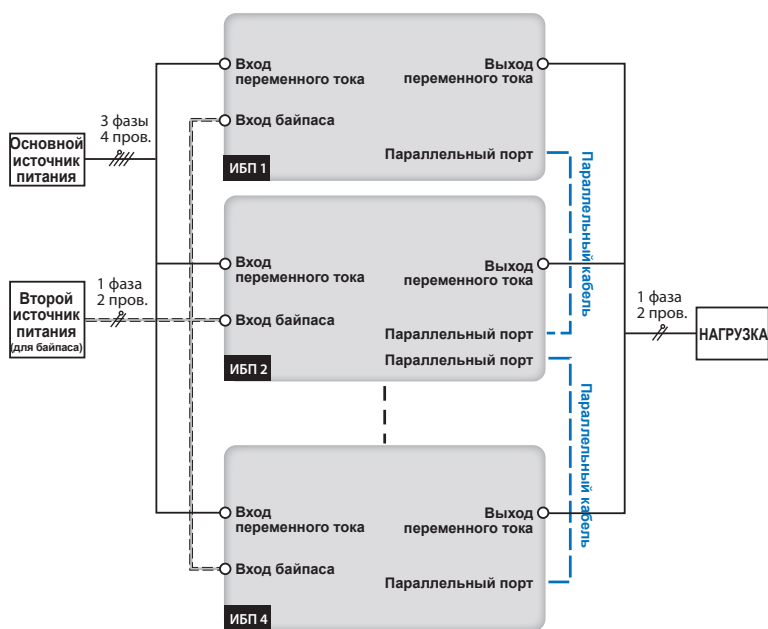 3 фазы
4 пров.
Основной
источник
питания
Вход
переменного тока
Выход
переменного тока
Вход байпаса
Параллельный порт
ИБП 1
Параллельный кабель
1 фаза
2 пров.
Второй
источник
питания
(для байпаса)
Вход
переменного тока
Выход
переменного тока
Вход байпаса
Параллельный порт
Параллельный порт
ИБП 2
1 фаза
2 пров.
НАГРУЗКА
Параллельный кабель
Вход
переменного тока
Выход
переменного тока
Вход байпаса
Параллельный порт
ИБП 4